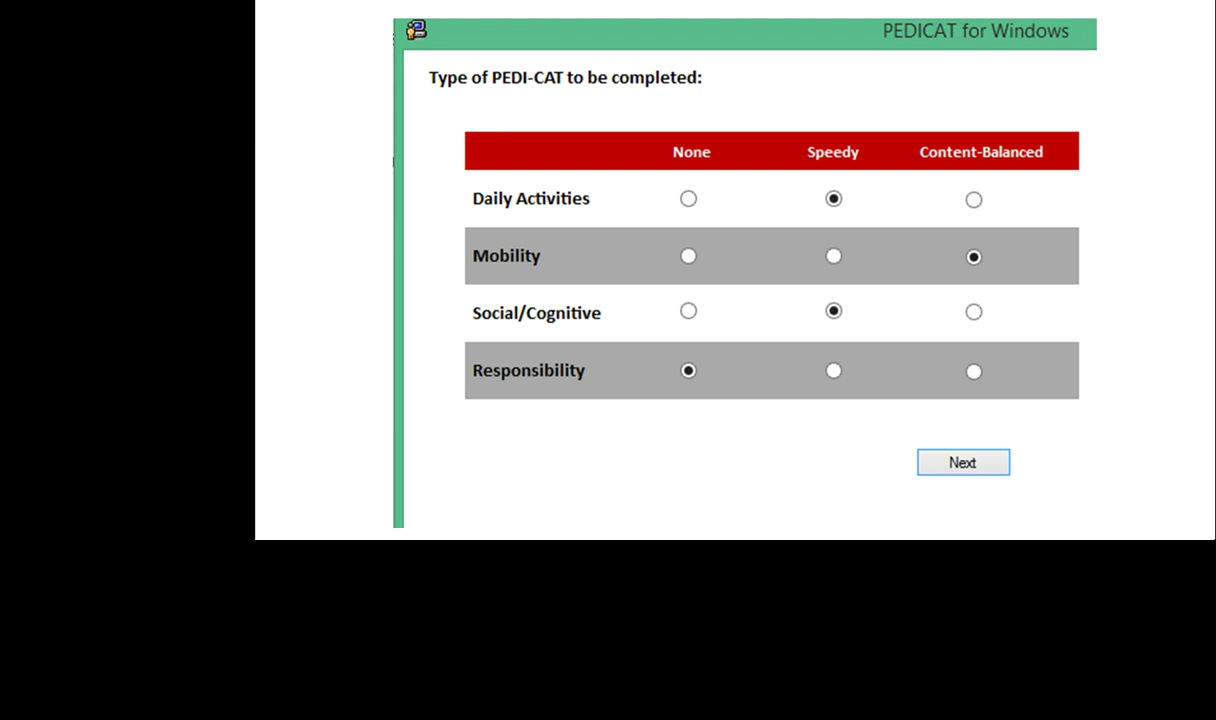 PEDICAT for Windows
Type of PEDI-CAT to be completed:
None Speedy Content-Balanced
Daily Activities
Mobility
Social/Cognitive
Responsibility
Next